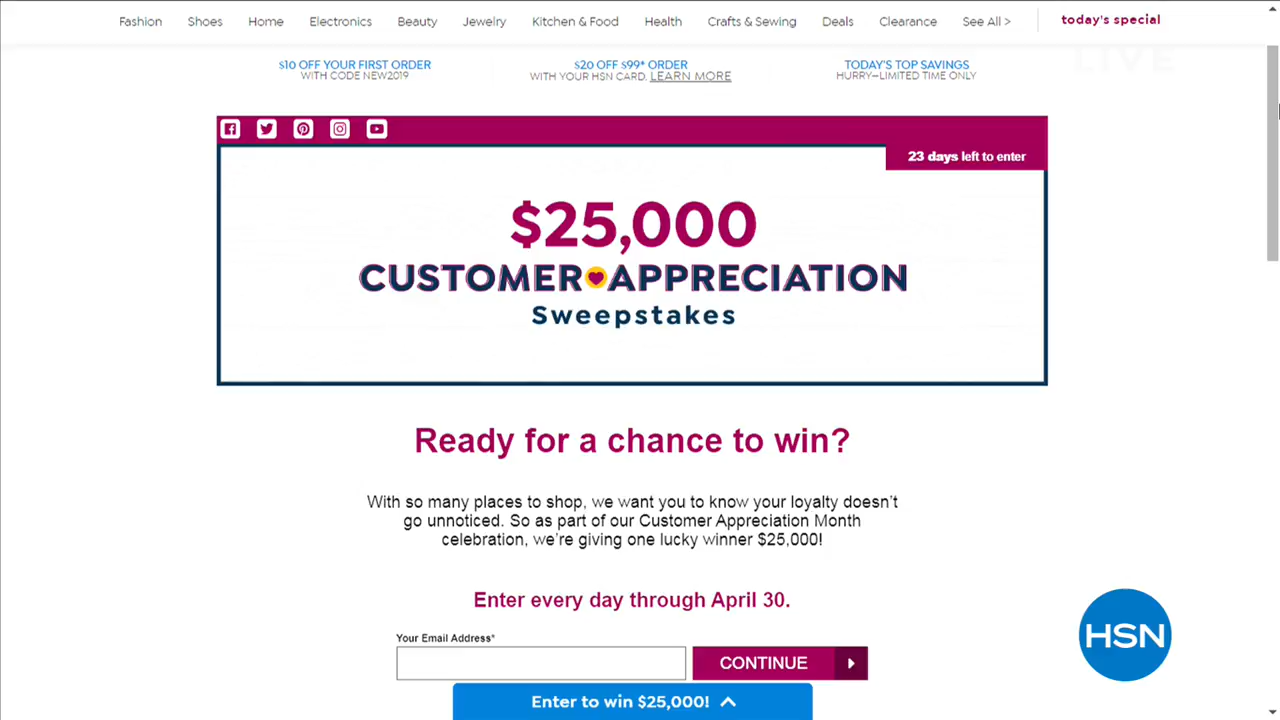 Fashion Shoes Home Electronics Beauty Jewelry Kitchen & Food Health Crafts & Sewing Deals Clearance See All > today's special
LIVE
$10 OFF YOUR FIRST ORDER
WITH CODE NEW2019
$20 OFF $99* ORDER
WITH YOUR HSN CARD. LEARN MORE
TODAY'S TOP SAVINGS
HURRY—LIMITED TIME ONLY
23 days left to enter
$25,000
CUSTOMER APPRECIATION
Sweepstakes
Ready for a chance to win?
With so many places to shop, we want you to know your loyalty doesn't
go unnoticed. So as part of our Customer Appreciation Month
celebration, we're giving one lucky winner $25,000!
Enter every day through April 30.
Your Email Address*
CONTINUE
Enter to win $25,000!
HSN